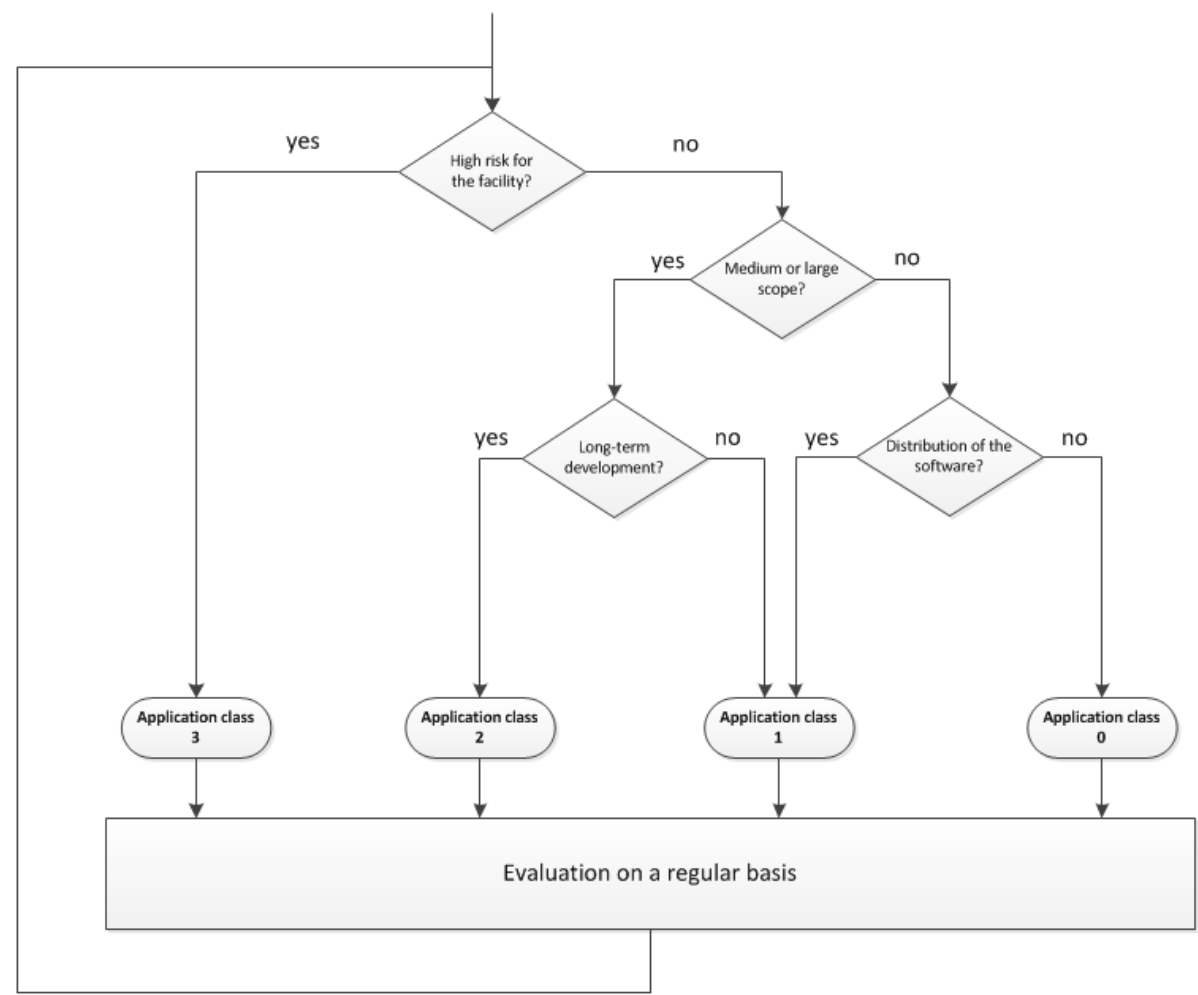 yes
no
High risk for
the facility?
yes
no
Medium or large
scope?
yes
no
yes
no
Long-term
development?
Distribution of the
software?
Application class
3
Application class
2
Application class
1
Application class
0
Evaluation on a regular basis